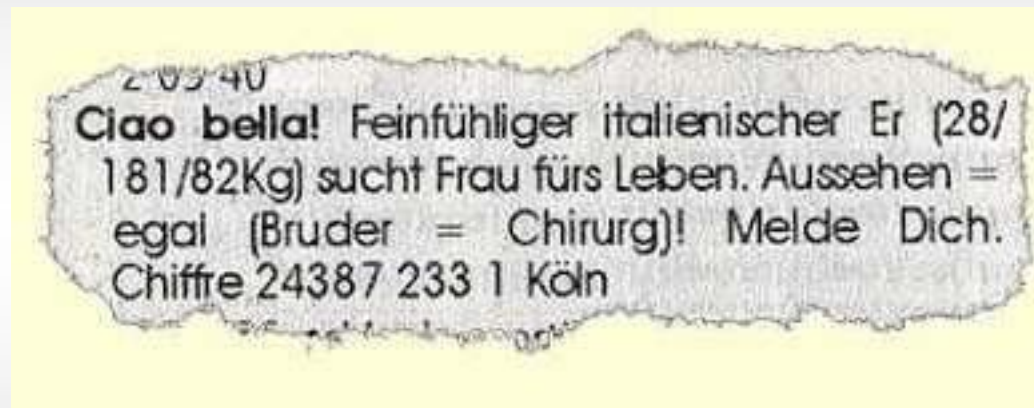 Ciao bella! Feinfühliger italienischer Er (28/
181/82Kg) sucht Frau fürs Leben. Aussehen =
egal (Bruder = Chirurg)! Melde Dich.
Chiffre 24387 233 1 Köln